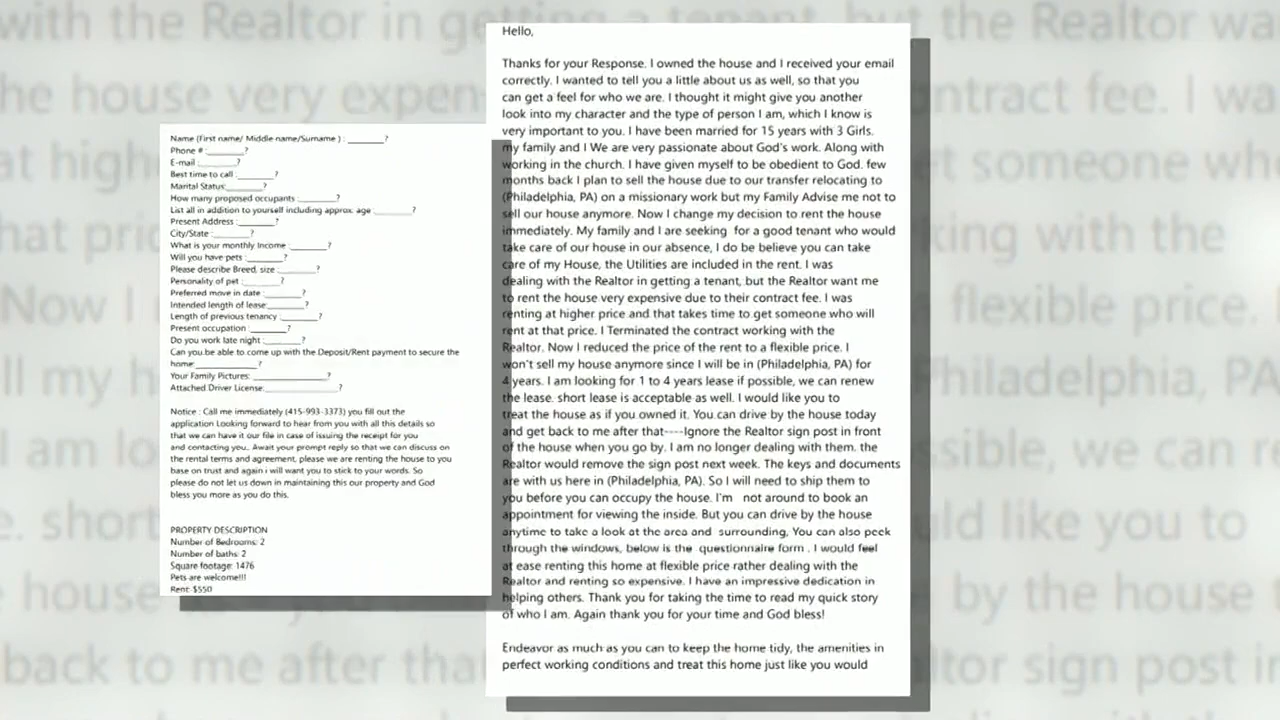 Name (First name/ Middle name/Surname ) : _______?
Phone # :_______?
E-mail :_______?
Best time to call :_______?
Marital Status:_______?
How many proposed occupants :_______?
List all in addition to yourself including approx. age :_______?
Present Address :_______?
City/State :_______?
What is your monthly Income :_______?
Will you have pets :_______?
Please describe Breed, size :_______?
Personality of pet :_______?
Preferred move in date :_______?
Intended length of lease:_______?
Length of previous tenancy :_______?
Present occupation :_______?
Do you work late night :_______?
Can you be able to come up with the Deposit/Rent payment to secure the
home:_____________?
Your Family Pictures: ______________?
Attached Driver License:______________?
Notice : Call me immediately (415-993-3373) you fill out the
application Looking forward to hear from you with all this details so
that we can have it our file in case of issuing the receipt for you
and contacting you.. Await your prompt reply so that we can discuss on
the rental terms and agreement, please we are renting the house to you
base on trust and again i will want you to stick to your words. So
please do not let us down in maintaining this our property and God
bless you more as you do this.
PROPERTY DESCRIPTION
Number of Bedrooms: 2
Number of baths: 2
Square footage: 1476
Pets are welcome!!!
Rent: $550
Hello,
Thanks for your Response. I owned the house and I received your email
correctly. I wanted to tell you a little about us as well, so that you
can get a feel for who we are. I thought it might give you another
look into my character and the type of person I am, which I know is
very important to you. I have been married for 15 years with 3 Girls.
my family and I We are very passionate about God's work. Along with
working in the church. I have given myself to be obedient to God. few
months back I plan to sell the house due to our transfer relocating to
(Philadelphia, PA) on a missionary work but my Family Advise me not to
sell our house anymore. Now I change my decision to rent the house
immediately. My family and I are seeking for a good tenant who would
take care of our house in our absence, I do be believe you can take
care of my House, the Utilities are included in the rent. I was
dealing with the Realtor in getting a tenant, but the Realtor want me
to rent the house very expensive due to their contract fee. I was
renting at higher price and that takes time to get someone who will
rent at that price. I Terminated the contract working with the
Realtor. Now I reduced the price of the rent to a flexible price. I
won't sell my house anymore since I will be in (Philadelphia, PA) for
4 years. I am looking for 1 to 4 years lease if possible, we can renew
the lease. short lease is acceptable as well. I would like you to
treat the house as if you owned it. You can drive by the house today
and get back to me after that----Ignore the Realtor sign post in front
of the house when you go by. I am no longer dealing with them. the
Realtor would remove the sign post next week. The keys and documents
are with us here in (Philadelphia, PA). So I will need to ship them to
you before you can occupy the house. I'm not around to book an
appointment for viewing the inside. But you can drive by the house
anytime to take a look at the area and surrounding, You can also peek
through the windows, below is the questionnaire form . I would feel
at ease renting this home at flexible price rather dealing with the
Realtor and renting so expensive. I have an impressive dedication in
helping others. Thank you for taking the time to read my quick story
of who I am. Again thank you for your time and God bless!
Endeavor as much as you can to keep the home tidy, the amenities in
perfect working conditions and treat this home just like you would